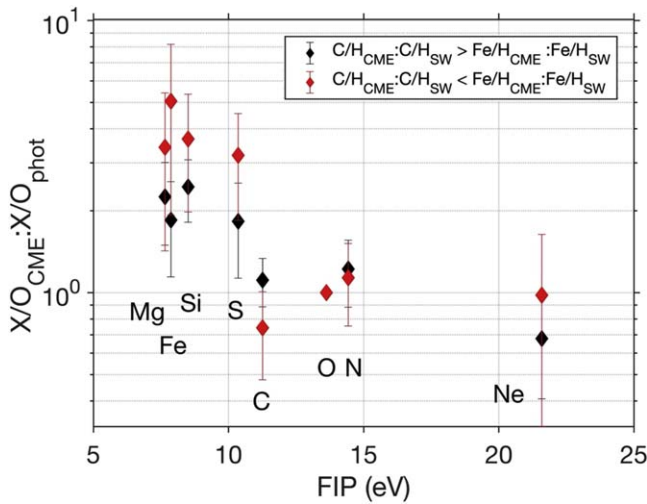 10¹
C/H_CME:C/H_SW > Fe/H_CME :Fe/H_SW
C/H_CME:C/H_SW < Fe/H_CME:Fe/H_SW
X/O_CME:X/O_phot
10⁰
Mg
Fe
Si
S
C
O N
Ne
5 10 15 20 25
FIP (eV)